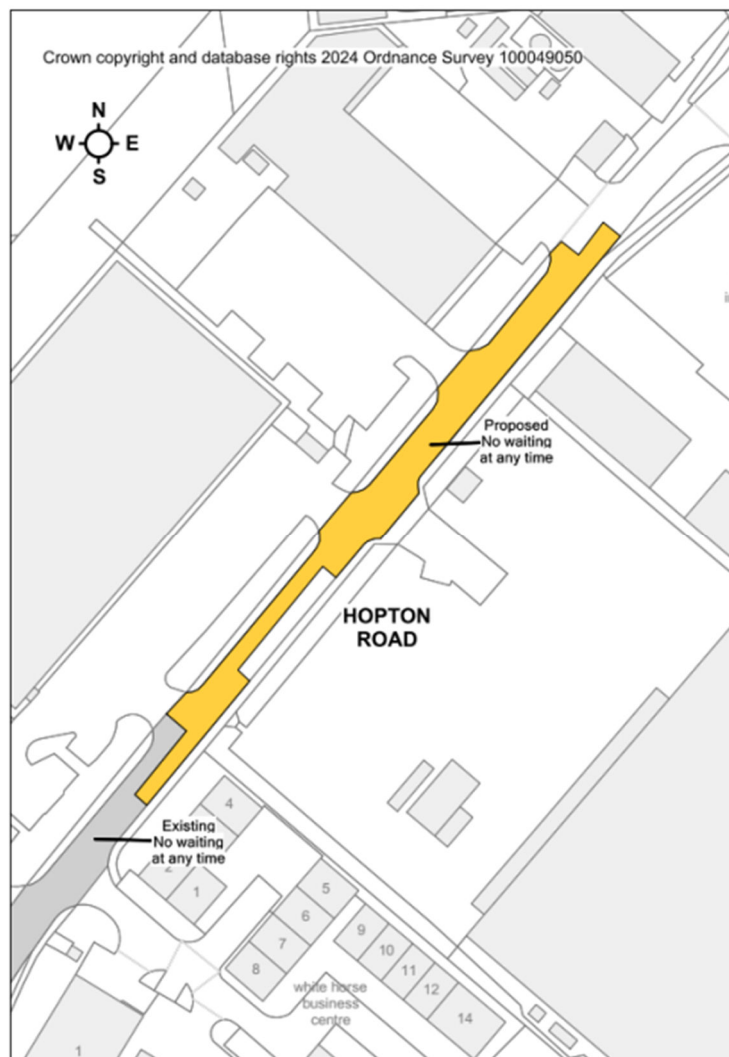 Crown copyright and database rights 2024 Ordnance Survey 100049050
N
W E
S
Proposed
No waiting
at any time
HOPTON
ROAD
Existing
No waiting
at any time
4
2
1
5
6
7
8
9
10
11
12
14
white horse
business
centre
1